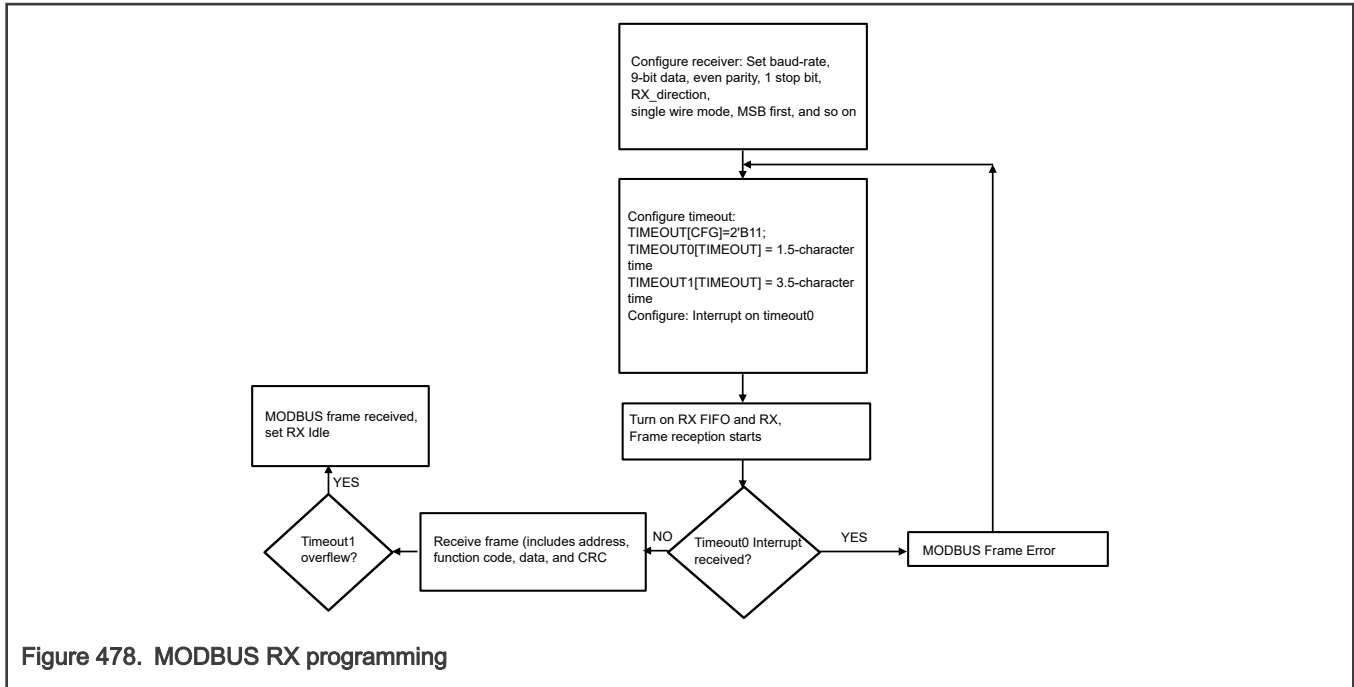 Configure receiver: Set baud-rate,
9-bit data, even parity, 1 stop bit,
RX_direction,
single wire mode, MSB first, and so on
Configure timeout:
TIMEOUT[CFG]=2'B11;
TIMEOUT0[TIMEOUT] = 1.5-character
time
TIMEOUT1[TIMEOUT] = 3.5-character
time
Configure: Interrupt on timeout0
Turn on RX FIFO and RX,
Frame reception starts
Timeout0 Interrupt
received?
YES
MODBUS Frame Error
NO
Receive frame (includes address,
function code, data, and CRC
Timeout1
overflew?
YES
MODBUS frame received,
set RX Idle
Figure 478. MODBUS RX programming